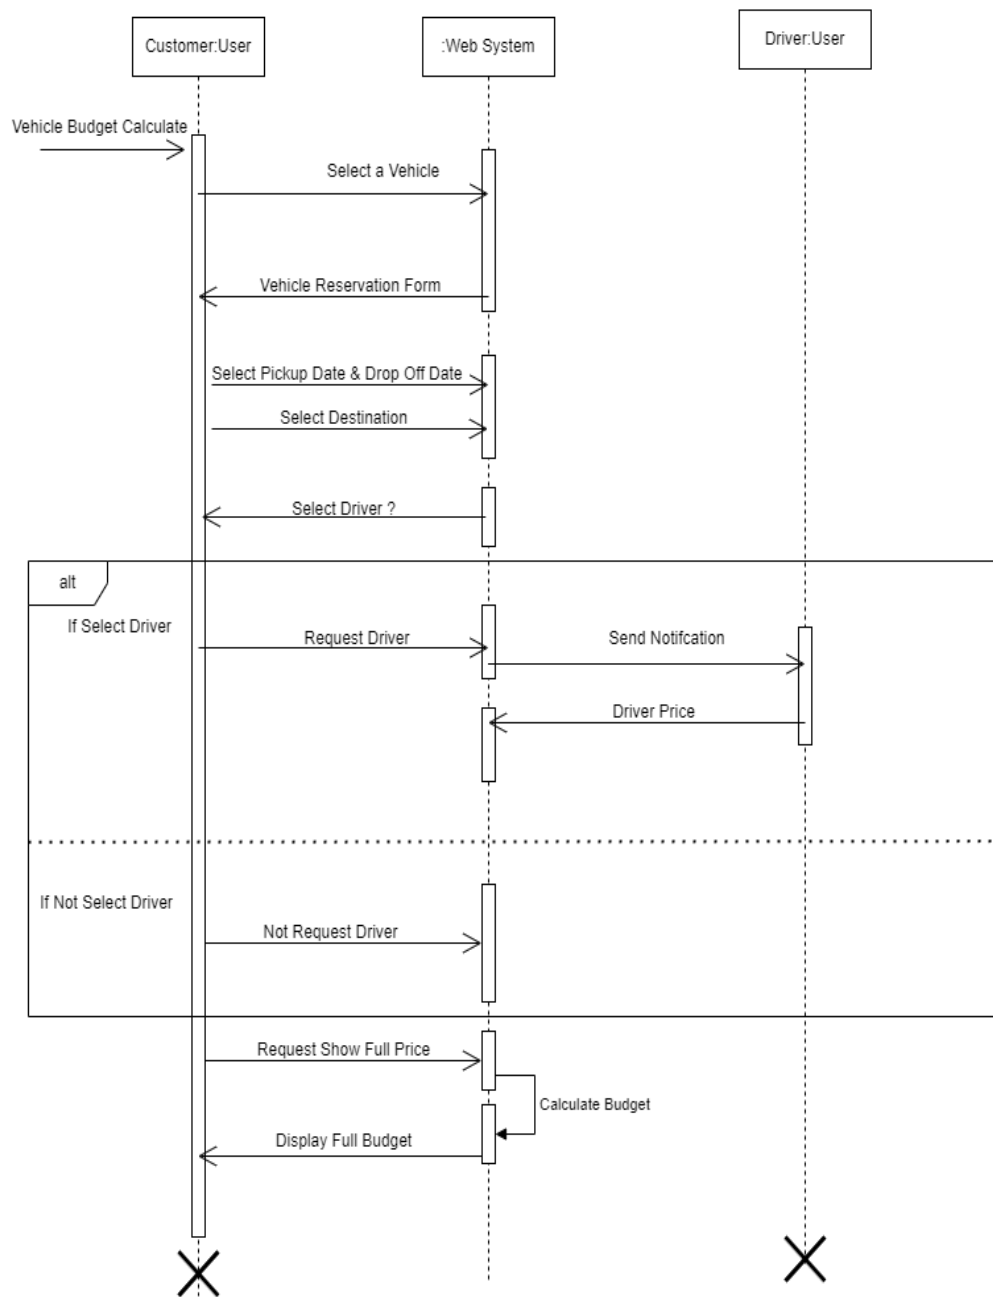 Customer:User
:Web System
Driver:User
Vehicle Budget Calculate
Select a Vehicle
Vehicle Reservation Form
Select Pickup Date & Drop Off Date
Select Destination
Select Driver ?
alt
If Select Driver
Request Driver
Send Notifcation
Driver Price
If Not Select Driver
Not Request Driver
Request Show Full Price
Calculate Budget
Display Full Budget